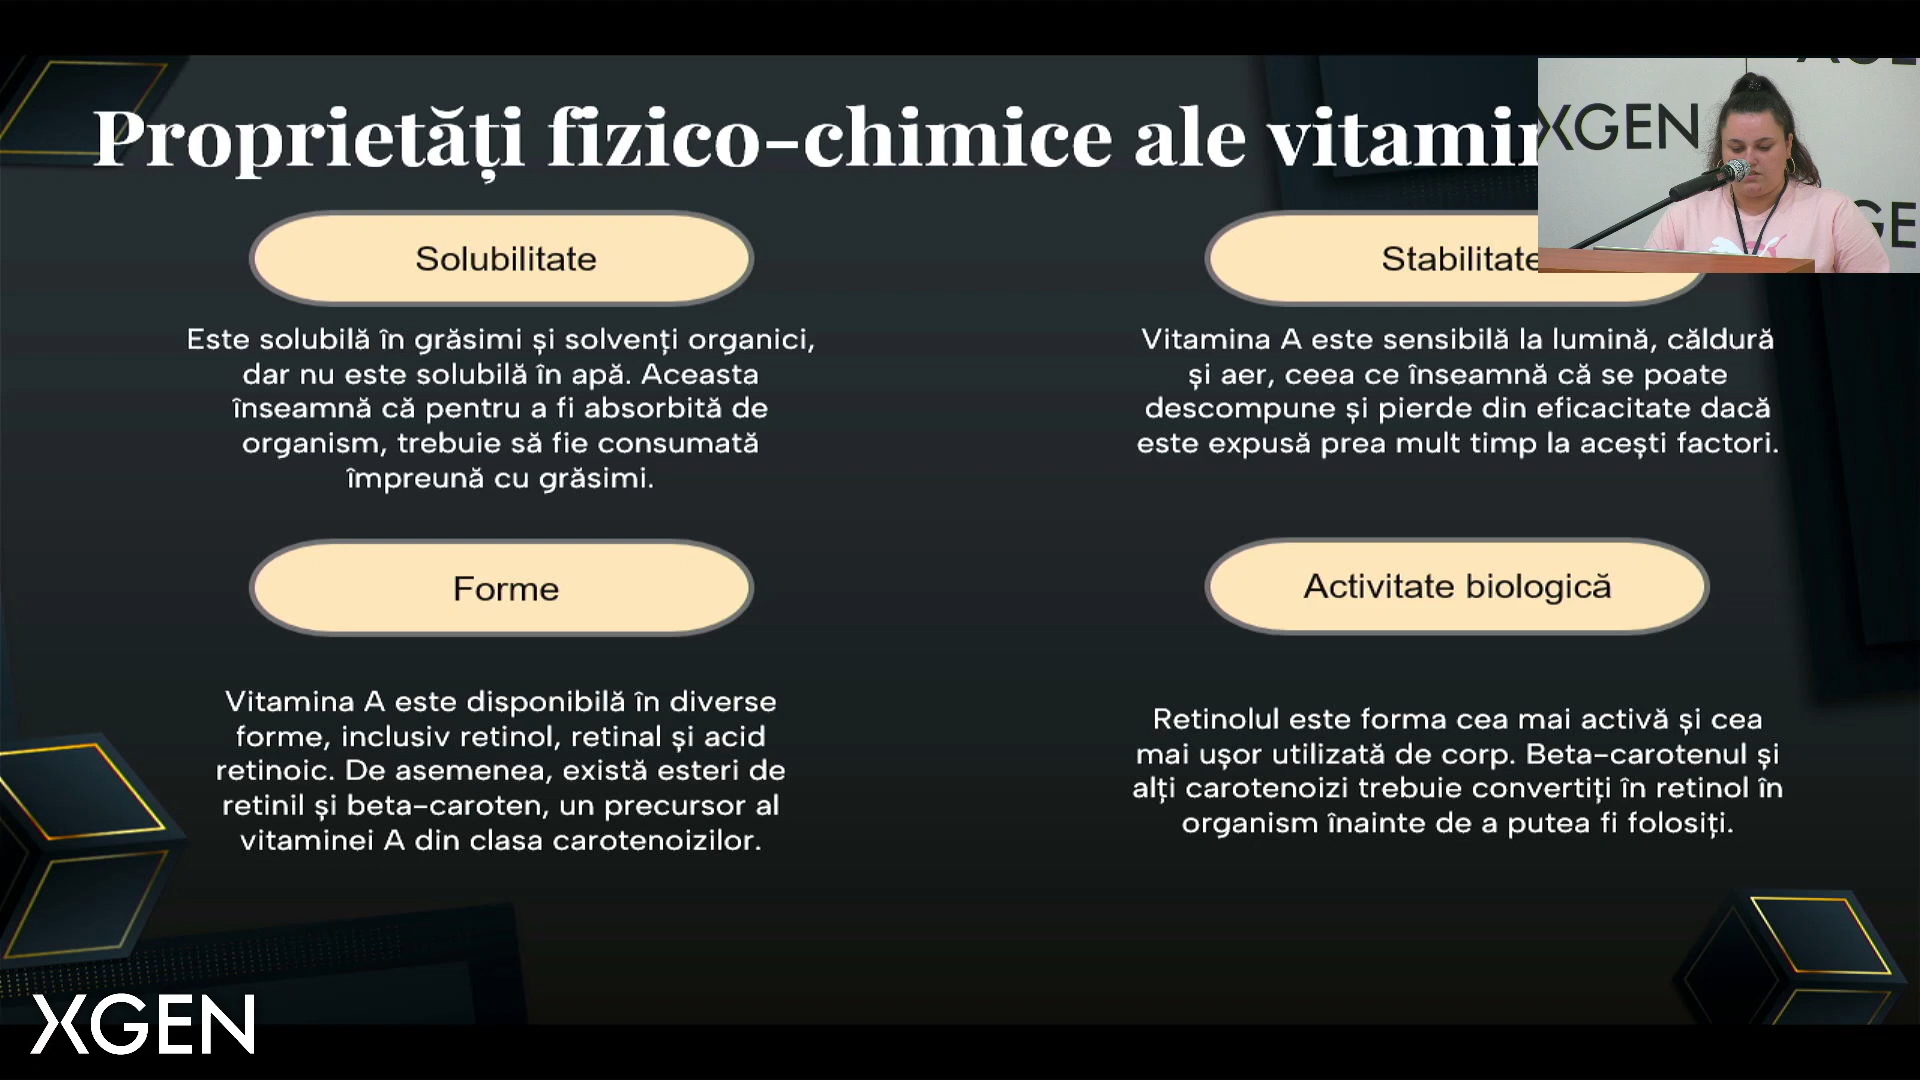 Proprietăți fizico-chimice ale
XGEN
Solubilitate
Este solubilă în grăsimi și solvenți organici,
dar nu este solubilă în apă. Aceasta
înseamnă că pentru a fi absorbită de
organism, trebuie să fie consumată
împreună cu grăsimi.
Stabilitate
Vitamina A este sensibilă la lumină, căldură
și aer, ceea ce înseamnă că se poate
descompune și pierde din eficacitate dacă
este expusă prea mult timp la acești factori.
Forme
Vitamina A este disponibilă în diverse
forme, inclusiv retinol, retinal și acid
retinoic. De asemenea, există esteri de
retinil și beta-caroten, un precursor al
vitaminei A din clasa carotenoizilor.
Activitate biologică
Retinolul este forma cea mai activă și cea
mai ușor utilizată de corp. Beta-carotenul și
alți carotenoizi trebuie convertiți în retinol în
organism înainte de a putea fi folosiți.
XGEN